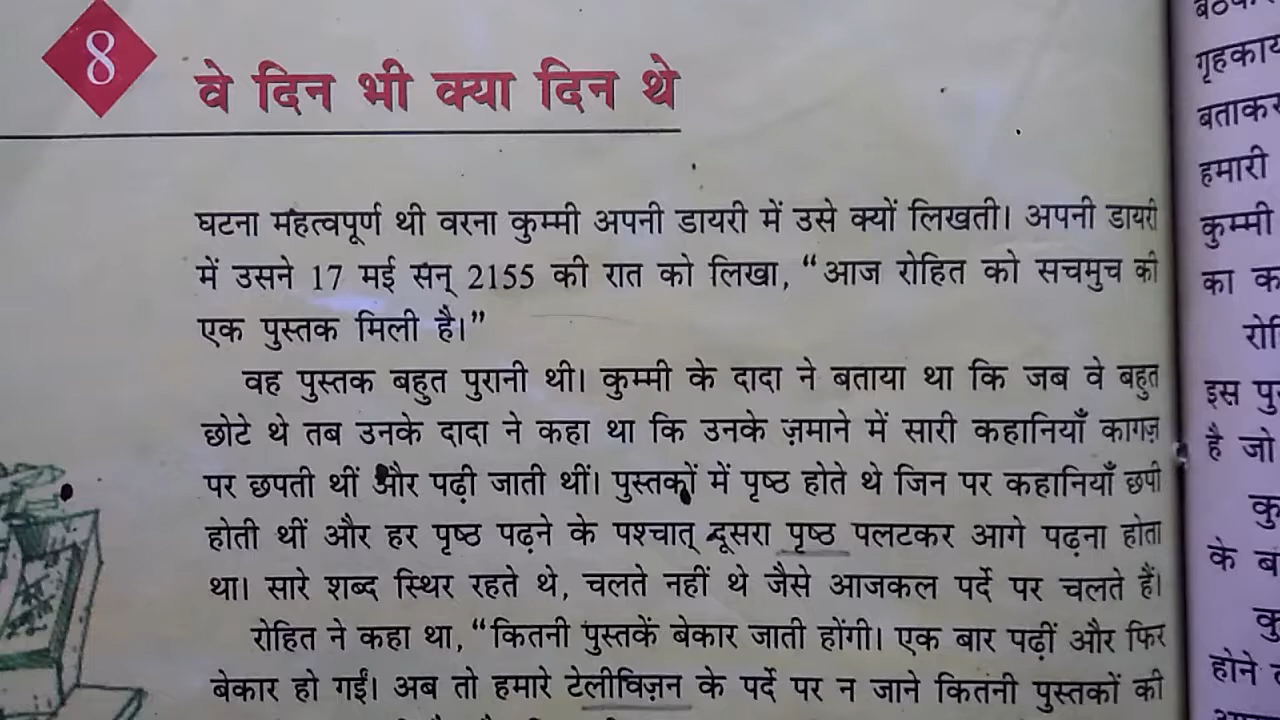 8
वे दिन भी क्या दिन थे
घटना महत्वपूर्ण थी वरना कुम्मी अपनी डायरी में उसे क्यों लिखती। अपनी डायरी
में उसने 17 मई सन् 2155 की रात को लिखा, “आज रोहित को सचमुच की
एक पुस्तक मिली है।”
वह पुस्तक बहुत पुरानी थी। कुम्मी के दादा ने बताया था कि जब वे बहुत
छोटे थे तब उनके दादा ने कहा था कि उनके ज़माने में सारी कहानियाँ कागज़
पर छपती थीं और पढ़ी जाती थीं। पुस्तकों में पृष्ठ होते थे जिन पर कहानियाँ छपी
होती थीं और हर पृष्ठ पढ़ने के पश्चात् दूसरा पृष्ठ पलटकर आगे पढ़ना होता
था। सारे शब्द स्थिर रहते थे, चलते नहीं थे जैसे आजकल पर्दे पर चलते हैं।
रोहित ने कहा था, “कितनी पुस्तकें बेकार जाती होंगी। एक बार पढ़ीं और फिर
बेकार हो गईं। अब तो हमारे टेलीविज़न के पर्दे पर न जाने कितनी पुस्तकों की
बताकर
हमारी
कुम्मी
का
इस
है जो
के
होने